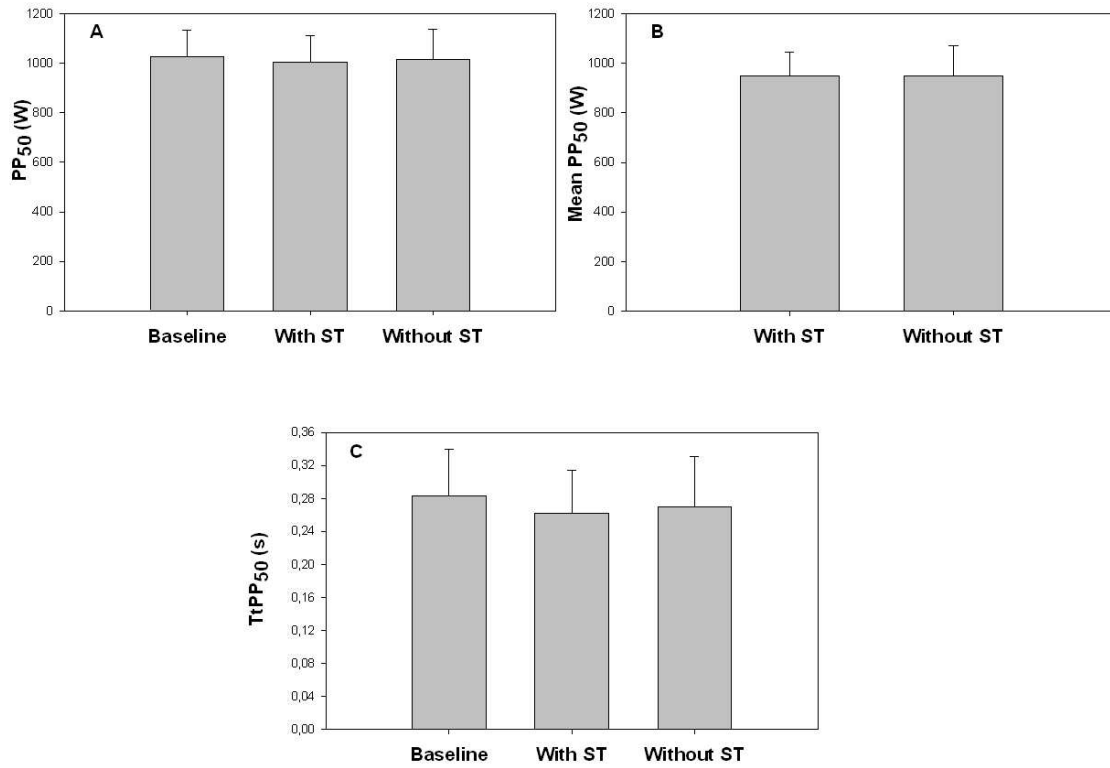 A
PP50 (W)
1200
1000
800
600
400
200
0
Baseline With ST Without ST
B
Mean PP50 (W)
1200
1000
800
600
400
200
0
With ST Without ST
C
TtPP50 (s)
0,36
0,32
0,28
0,24
0,20
0,16
0,12
0,08
0,04
0,00
Baseline With ST Without ST